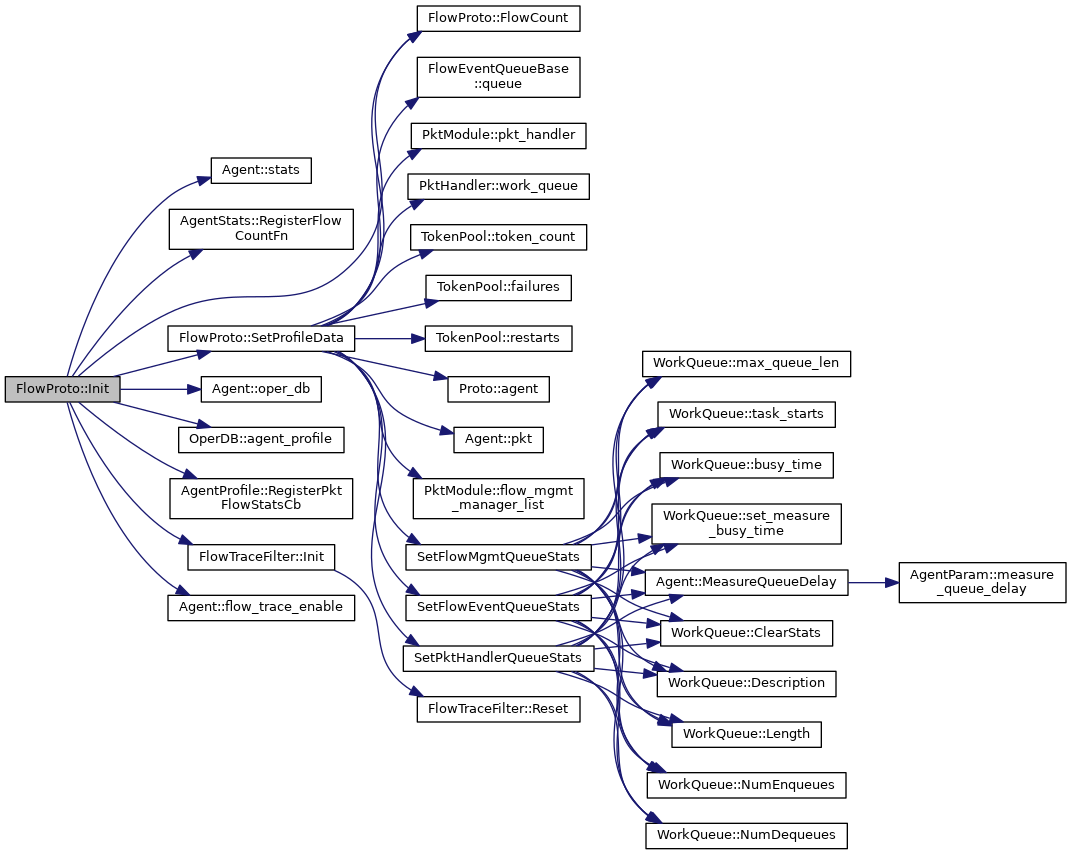 FlowProto::Init
Agent::stats
AgentStats::RegisterFlow
CountFn
FlowProto::SetProfileData
Agent::oper_db
OperDB::agent_profile
AgentProfile::RegisterPkt
FlowStatsCb
FlowTraceFilter::Init
Agent::flow_trace_enable
FlowProto::FlowCount
FlowEventQueueBase
::queue
PktModule::pkt_handler
PktHandler::work_queue
TokenPool::token_count
TokenPool::failures
TokenPool::restarts
Proto::agent
Agent::pkt
PktModule::flow_mgmt
_manager_list
SetFlowMgmtQueueStats
SetFlowEventQueueStats
SetPktHandlerQueueStats
FlowTraceFilter::Reset
WorkQueue::max_queue_len
WorkQueue::task_starts
WorkQueue::busy_time
WorkQueue::set_measure
_busy_time
Agent::MeasureQueueDelay
WorkQueue::ClearStats
WorkQueue::Description
WorkQueue::Length
WorkQueue::NumEnqueues
WorkQueue::NumDequeues
AgentParam::measure
_queue_delay